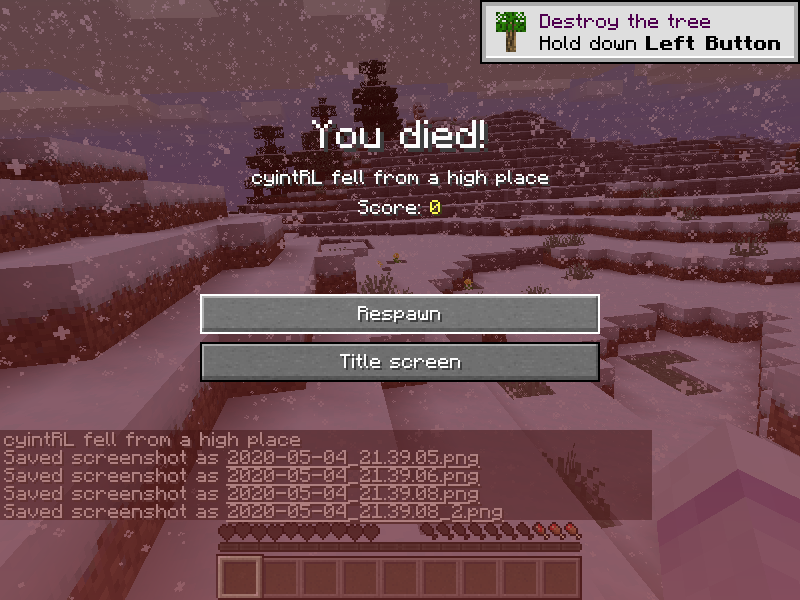 Destroy the tree
Hold down Left Button
You died!
cyintRL fell from a high place
Score: 0
Respawn
Title screen
cyintRL fell from a high place
Saved screenshot as 2020-05-04_21.39.05.png
Saved screenshot as 2020-05-04_21.39.06.png
Saved screenshot as 2020-05-04_21.39.08.png
Saved screenshot as 2020-05-04_21.39.08_2.png